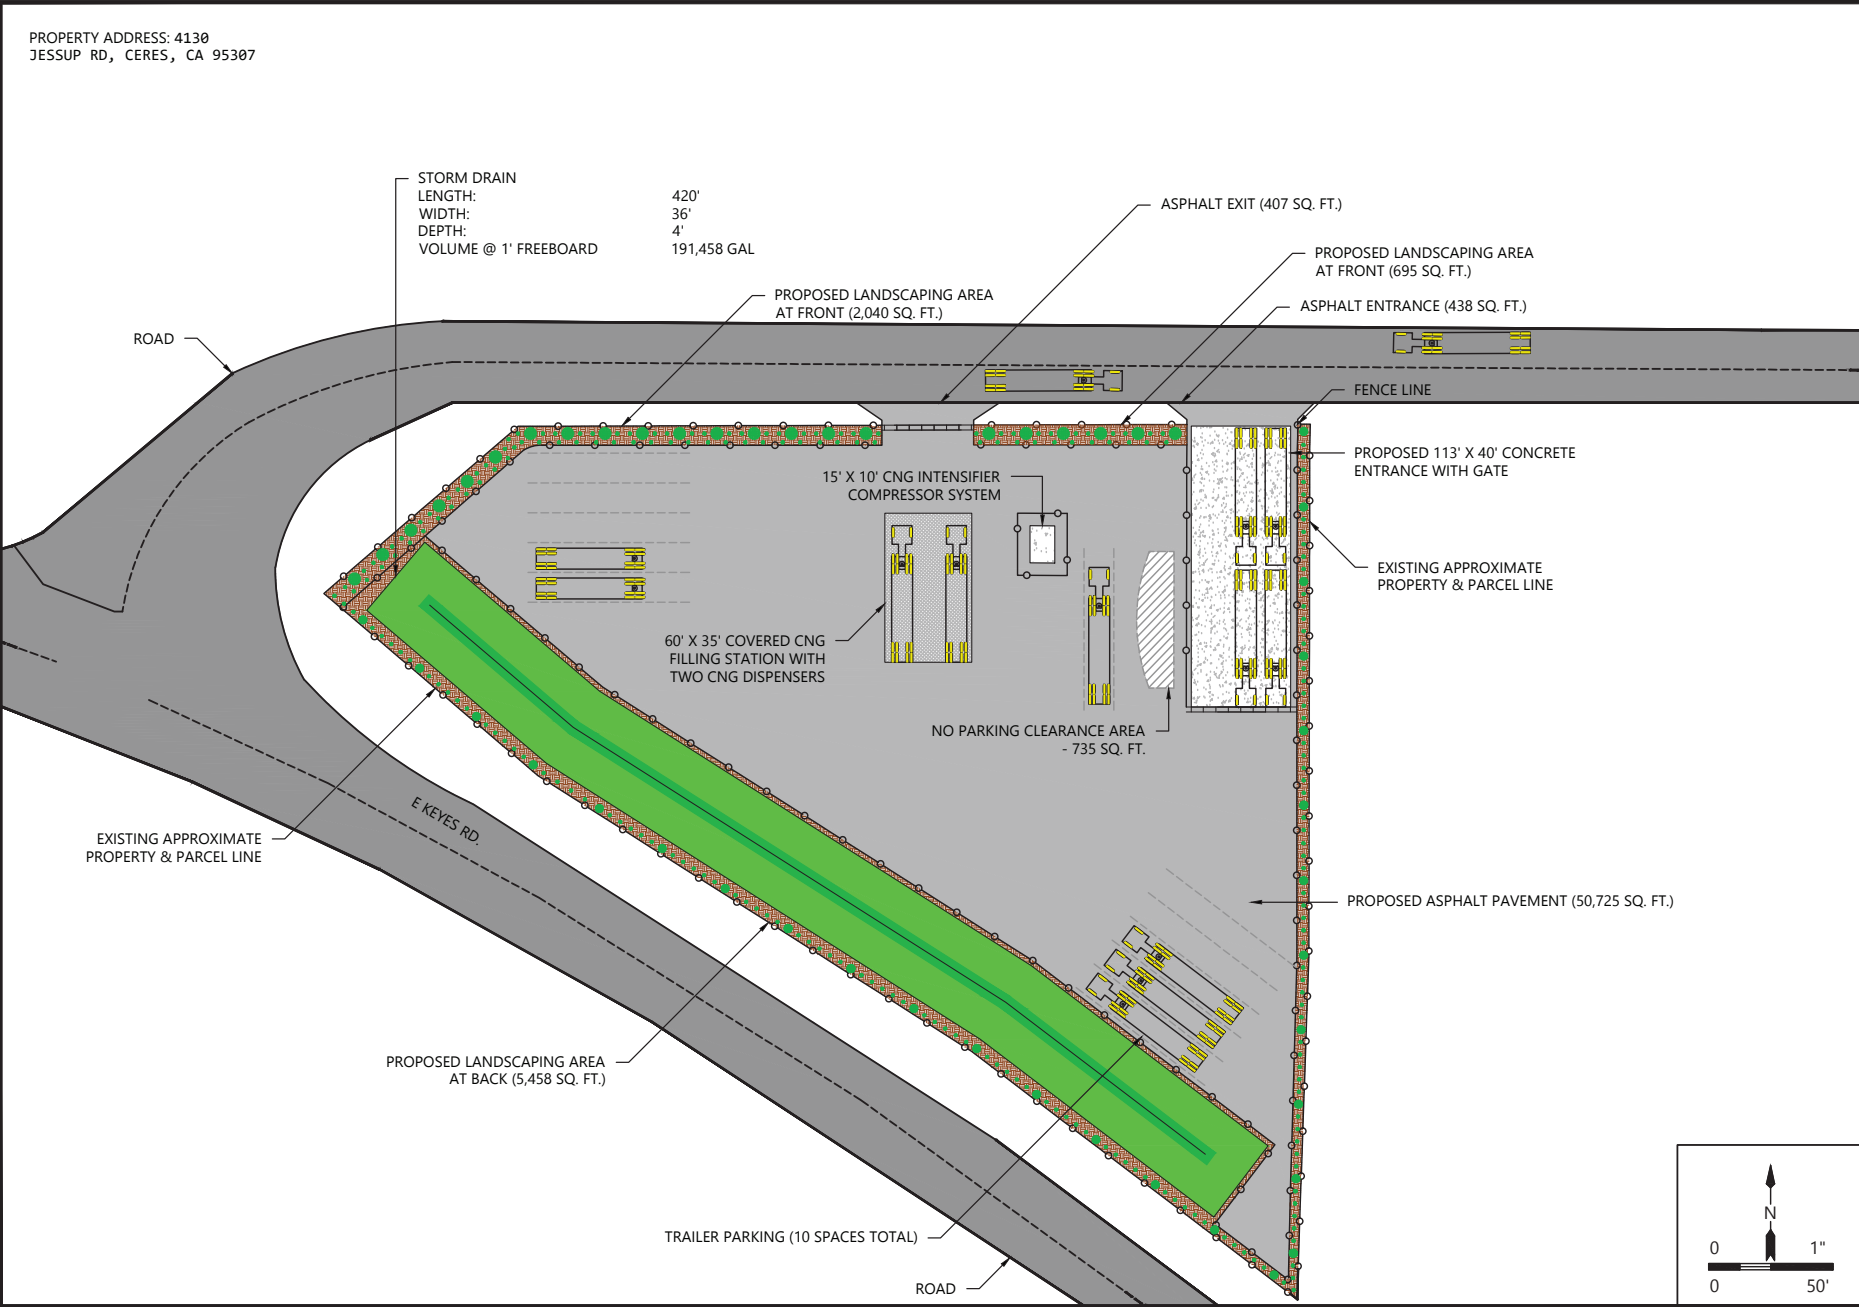 PROPERTY ADDRESS: 4130
JESSUP RD, CERES, CA 95307
STORM DRAIN
LENGTH: 420'
WIDTH: 36'
DEPTH: 4'
VOLUME @ 1' FREEBOARD 191,458 GAL
ASPHALT EXIT (407 SQ. FT.)
PROPOSED LANDSCAPING AREA
AT FRONT (695 SQ. FT.)
PROPOSED LANDSCAPING AREA
AT FRONT (2,040 SQ. FT.)
ASPHALT ENTRANCE (438 SQ. FT.)
ROAD
FENCE LINE
PROPOSED 113' X 40' CONCRETE
ENTRANCE WITH GATE
15' X 10' CNG INTENSIFIER
COMPRESSOR SYSTEM
EXISTING APPROXIMATE
PROPERTY & PARCEL LINE
60' X 35' COVERED CNG
FILLING STATION WITH
TWO CNG DISPENSERS
NO PARKING CLEARANCE AREA
- 735 SQ. FT.
E KEYES RD.
EXISTING APPROXIMATE
PROPERTY & PARCEL LINE
PROPOSED ASPHALT PAVEMENT (50,725 SQ. FT.)
PROPOSED LANDSCAPING AREA
AT BACK (5,458 SQ. FT.)
TRAILER PARKING (10 SPACES TOTAL)
ROAD
N
0 1"
0 50'